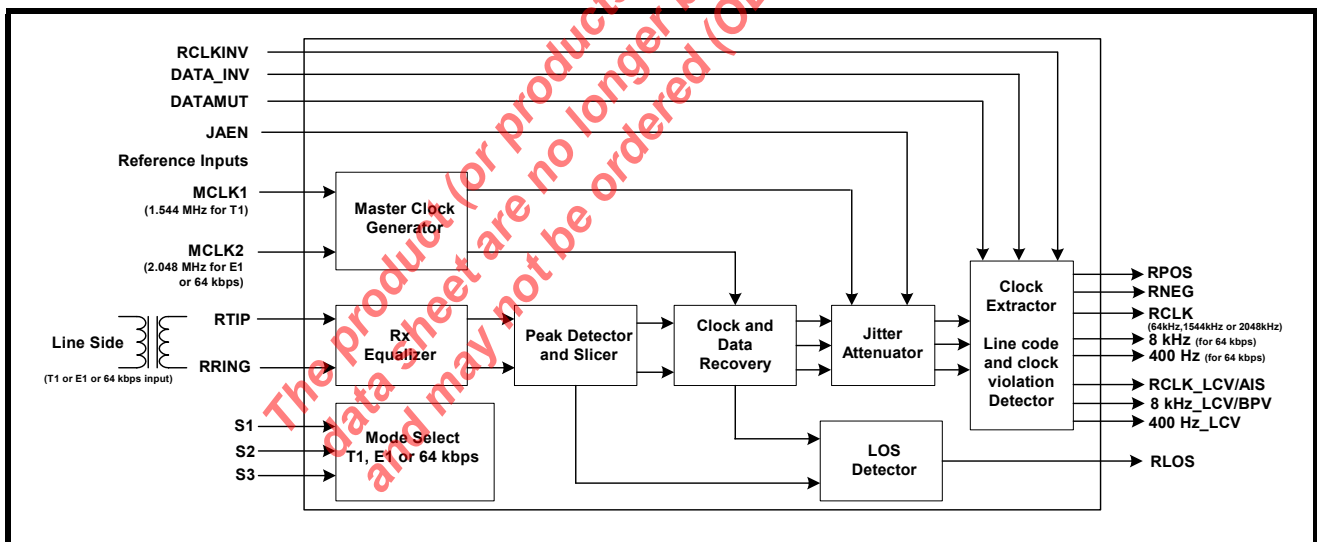 RCLKINV
DATA_INV
DATAMUT
JAEN
Reference Inputs
MCLK1
(1.544 MHz for T1)
MCLK2
(2.048 MHz for E1
or 64 kbps)
Master Clock
Generator
Line Side
(T1 or E1 or 64 kbps input)
RTIP
RRING
Rx
Equalizer
Peak Detector
and Slicer
Clock and
Data
Recovery
Jitter
Attenuator
Clock
Extractor
Line code
and clock
violation
Detector
S1
S2
S3
Mode Select
T1, E1 or 64 kbps
LOS
Detector
RPOS
RNEG
RCLK
(64kHz,1544kHz or 2048kHz)
8 kHz (for 64 kbps)
400 Hz (for 64 kbps)
RCLK_LCV/AIS
8 kHz_LCV/BPV
400 Hz_LCV
RLOS
The product (or products
data sheet are no longer
and may not be ordered